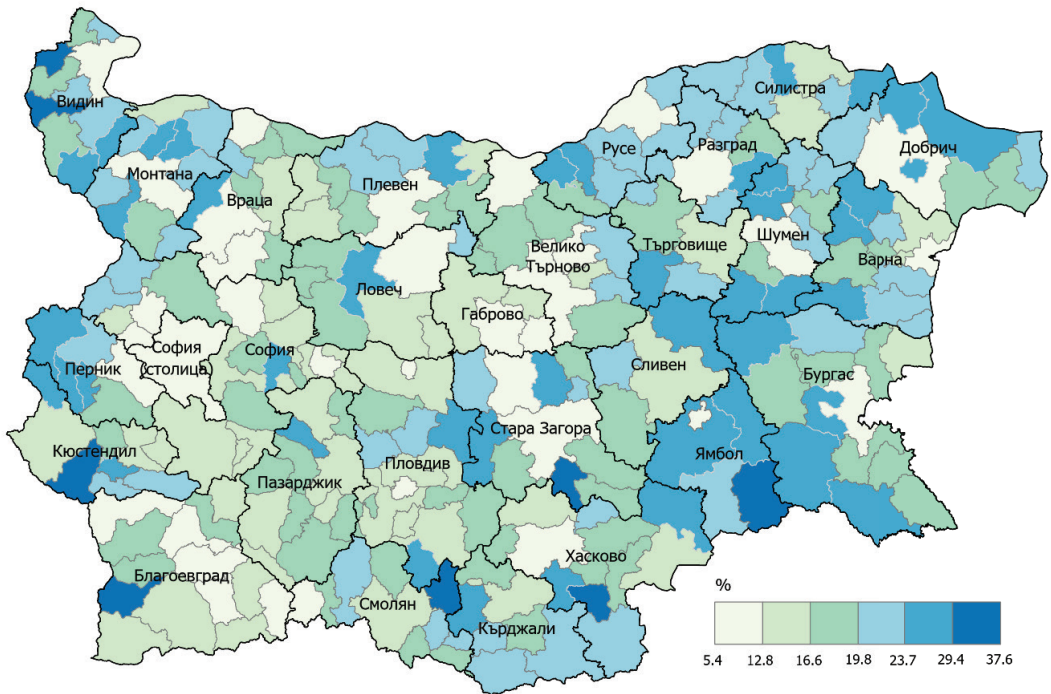 Видин
Монтана
Враца
Плевен
Русе
Силистра
Разград
Добрич
Шумен
Варна
Търговище
Велико
Търново
Ловеч
Габрово
София
(столица)
София
Перник
Кюстендил
Сливен
Бургас
Стара Загора
Ямбол
Пловдив
Пазарджик
Благоевград
Смолян
Хасково
Кърджали
%
5.4 12.8 16.6 19.8 23.7 29.4 37.6